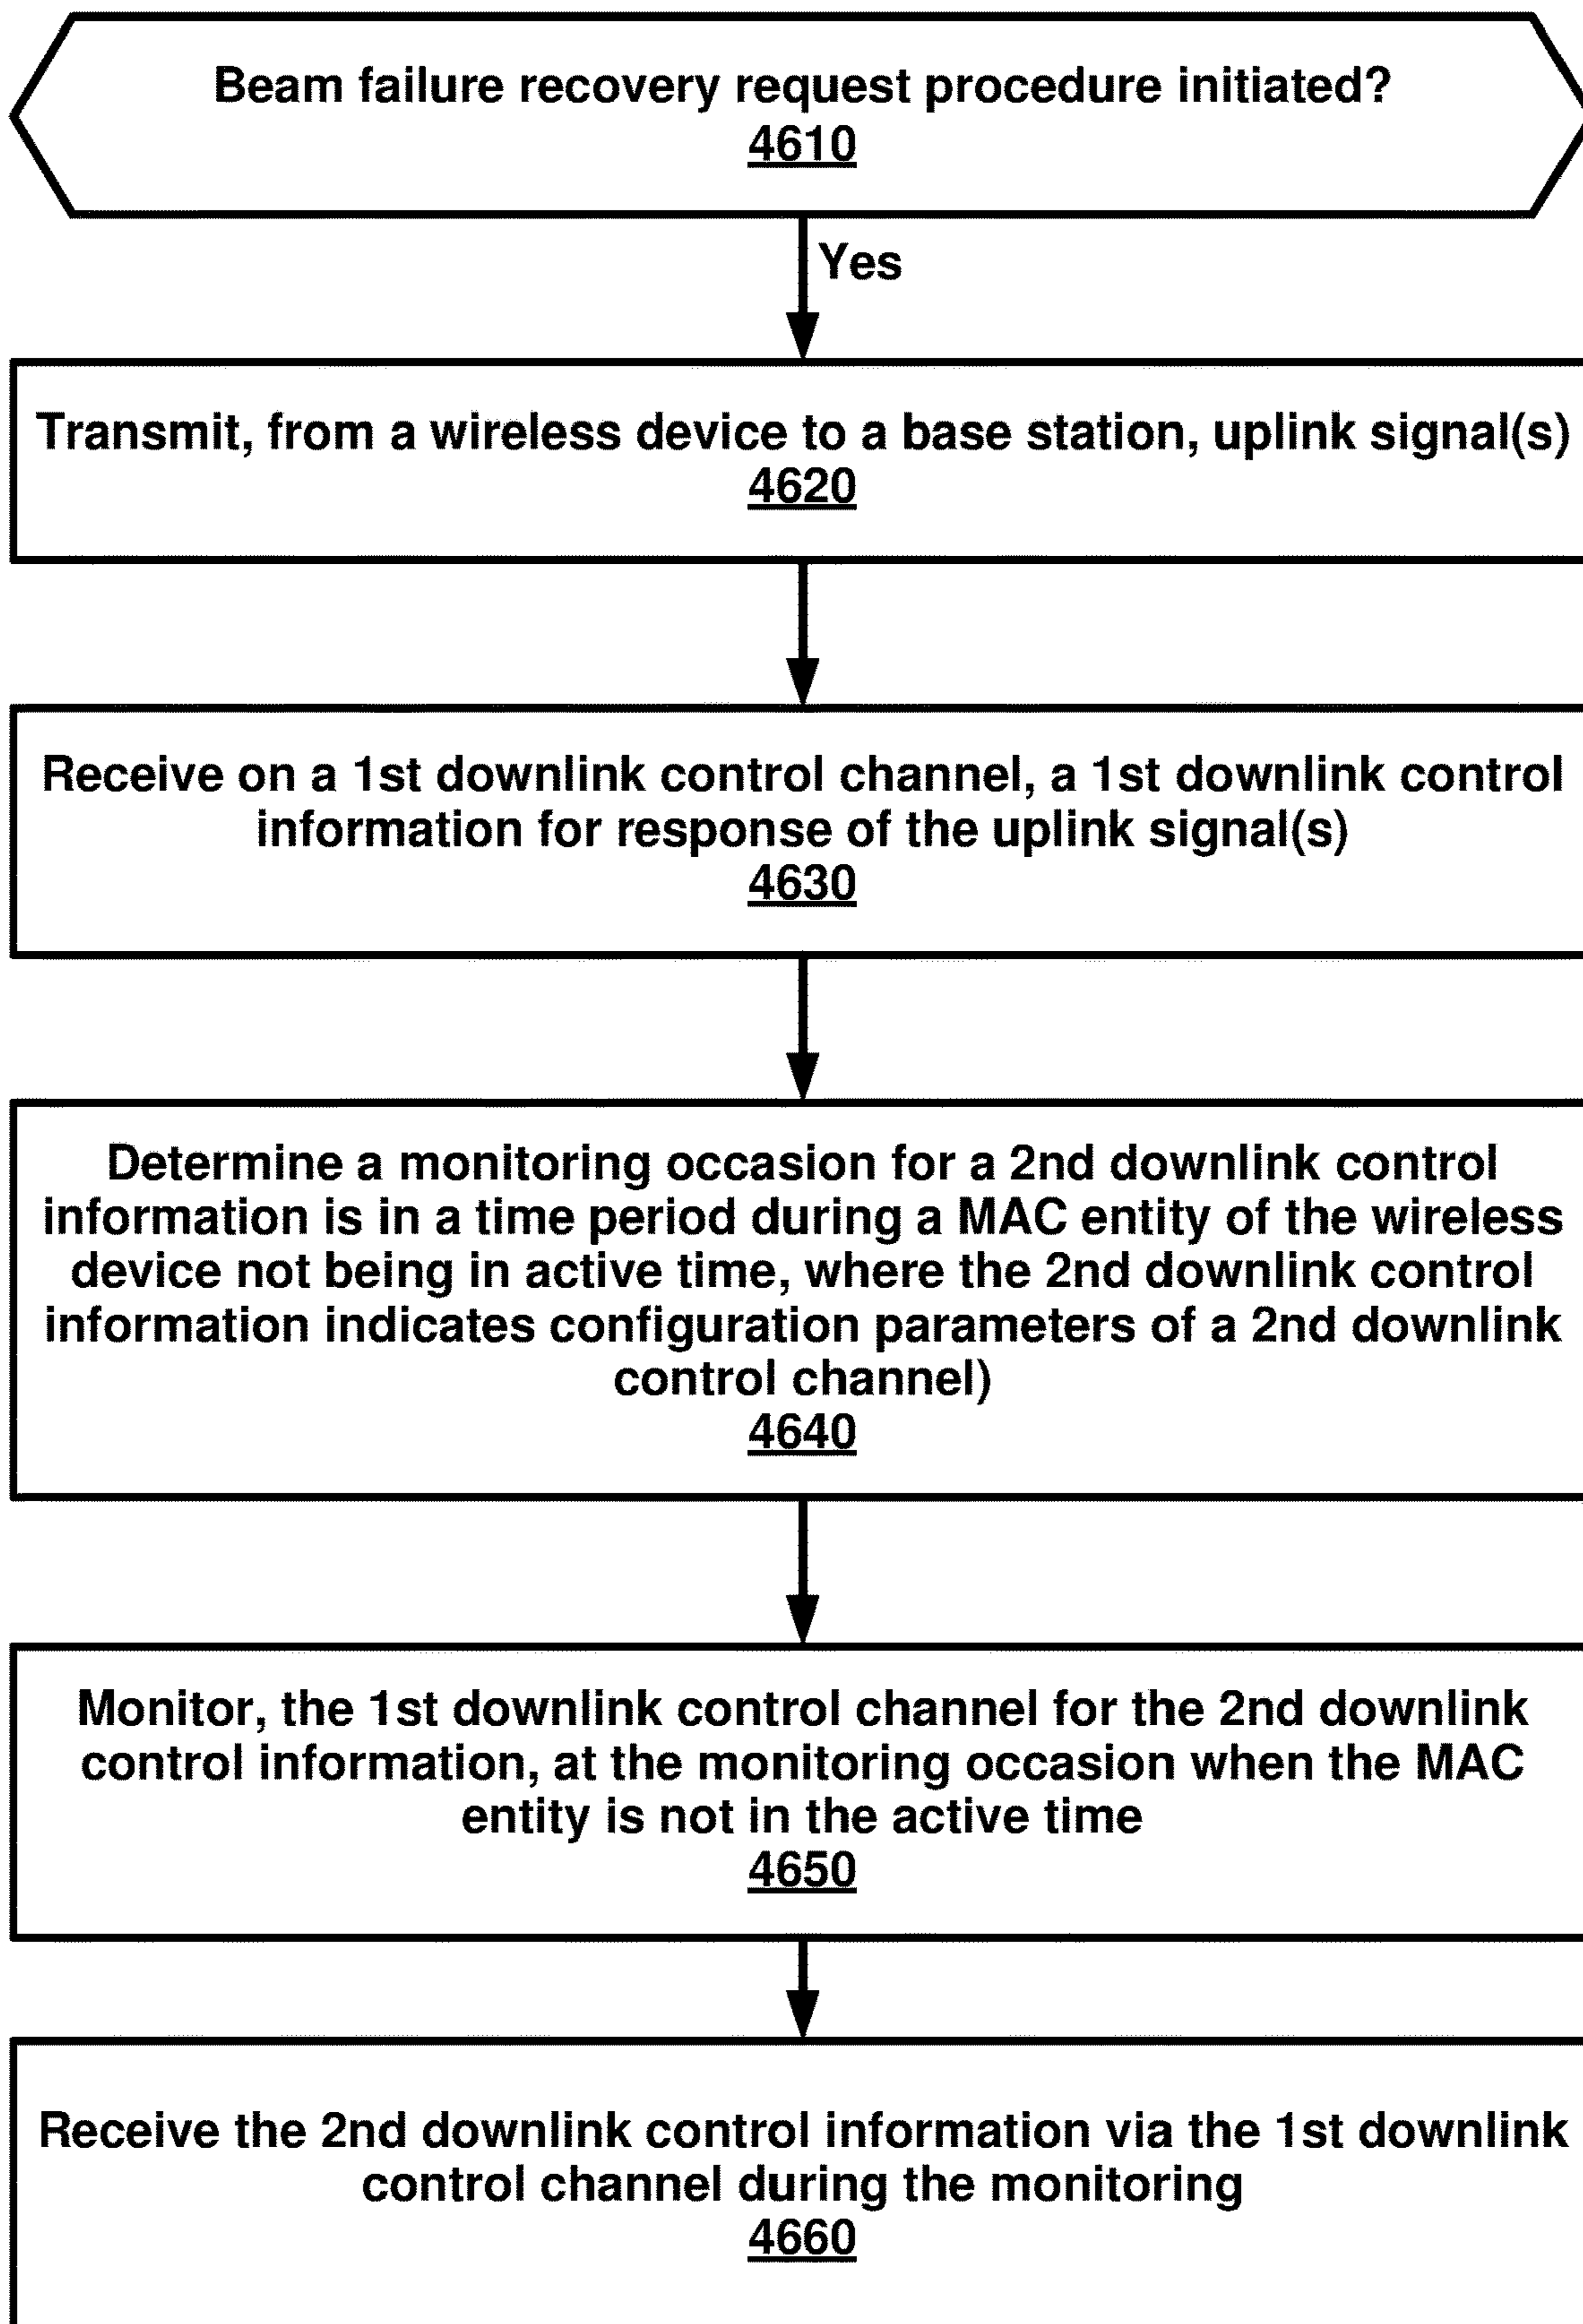 Beam failure recovery request procedure initiated?
4610
Yes
Transmit, from a wireless device to a base station, uplink signal(s)
4620
Receive on a 1st downlink control channel, a 1st downlink control
information for response of the uplink signal(s)
4630
Determine a monitoring occasion for a 2nd downlink control
information is in a time period during a MAC entity of the wireless
device not being in active time, where the 2nd downlink control
information indicates configuration parameters of a 2nd downlink
control channel)
4640
Monitor, the 1st downlink control channel for the 2nd downlink
control information, at the monitoring occasion when the MAC
entity is not in the active time
4650
Receive the 2nd downlink control information via the 1st downlink
control channel during the monitoring
4660